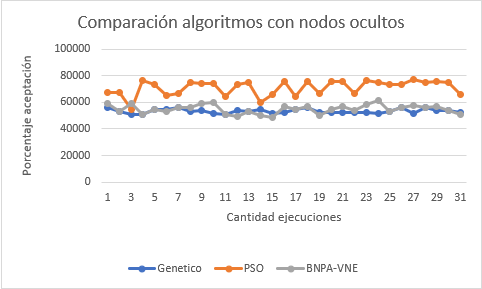 Comparación algoritmos con nodos ocultos
Porcentaje aceptación
100000
80000
60000
40000
20000
0
1 3 5 7 9 11 13 15 17 19 21 23 25 27 29 31
Cantidad ejecuciones
Genetico PSO BNPA-VNE